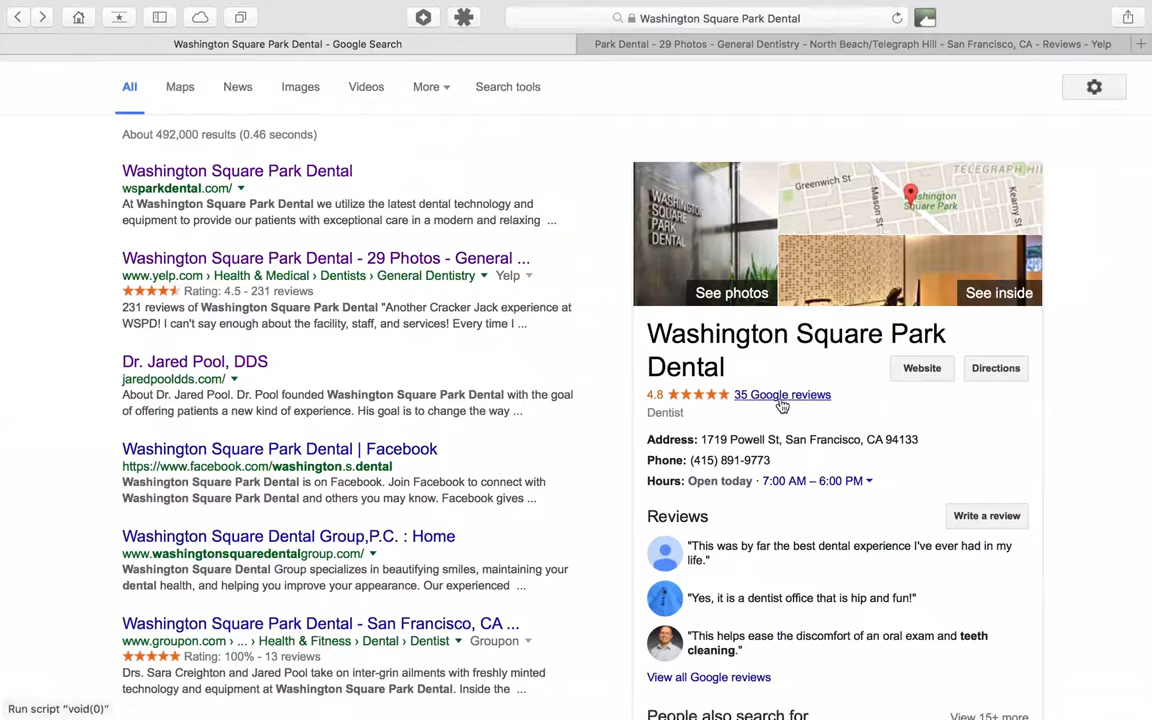 Washington Square Park Dental
Washington Square Park Dental - Google Search
Park Dental - 29 Photos - General Dentistry - North Beach/Telegraph Hill - San Francisco, CA - Reviews - Yelp
All Maps News Images Videos More Search tools
About 492,000 results (0.46 seconds)
Washington Square Park Dental
wsparkdental.com/
At Washington Square Park Dental we utilize the latest dental technology and
equipment to provide our patients with exceptional care in a modern and relaxing ...
Washington Square Park Dental - 29 Photos - General ...
www.yelp.com › Health & Medical › Dentists › General Dentistry Yelp
Rating: 4.5 - 231 reviews
231 reviews of Washington Square Park Dental "Another Cracker Jack experience at
WSPD! I can't say enough about the facility, staff, and services! Every time I ...
Dr. Jared Pool, DDS
jaredpooldds.com/
About Dr. Jared Pool. Dr. Pool founded Washington Square Park Dental with the goal
of offering patients a new kind of experience. His goal is to change the way ...
Washington Square Park Dental | Facebook
https://www.facebook.com/washington.s.dental
Washington Square Park Dental is on Facebook. Join Facebook to connect with
Washington Square Park Dental and others you may know. Facebook gives ...
Washington Square Dental Group,P.C. : Home
www.washingtonsquaredentalgroup.com/
Washington Square Dental Group specializes in beautifying smiles, maintaining your
dental health, and helping you improve your appearance. Our experienced ...
Washington Square Park Dental - San Francisco, CA ...
www.groupon.com › ... › Health & Fitness › Dental › Dentist Groupon
Rating: 100% - 13 reviews
Drs. Sara Creighton and Jared Pool take on inter-grin ailments with freshly minted
technology and equipment at Washington Square Park Dental. Inside the ...
Run script "void(0)"
WASHINGTON
SQUARE
PARK
DENTAL
See photos
TELEGRAPH HILL
Greenwich St
Mason St
Kearny St
Washington
Square Park
See inside
Washington Square Park
Dental
Website
Directions
4.8 35 Google reviews
Dentist
Address: 1719 Powell St, San Francisco, CA 94133
Phone: (415) 891-9773
Hours: Open today · 7:00 AM – 6:00 PM
Reviews
Write a review
"This was by far the best dental experience I've ever had in my
life."
"Yes, it is a dentist office that is hip and fun!"
"This helps ease the discomfort of an oral exam and teeth
cleaning."
View all Google reviews
People also search for
View 15+ more